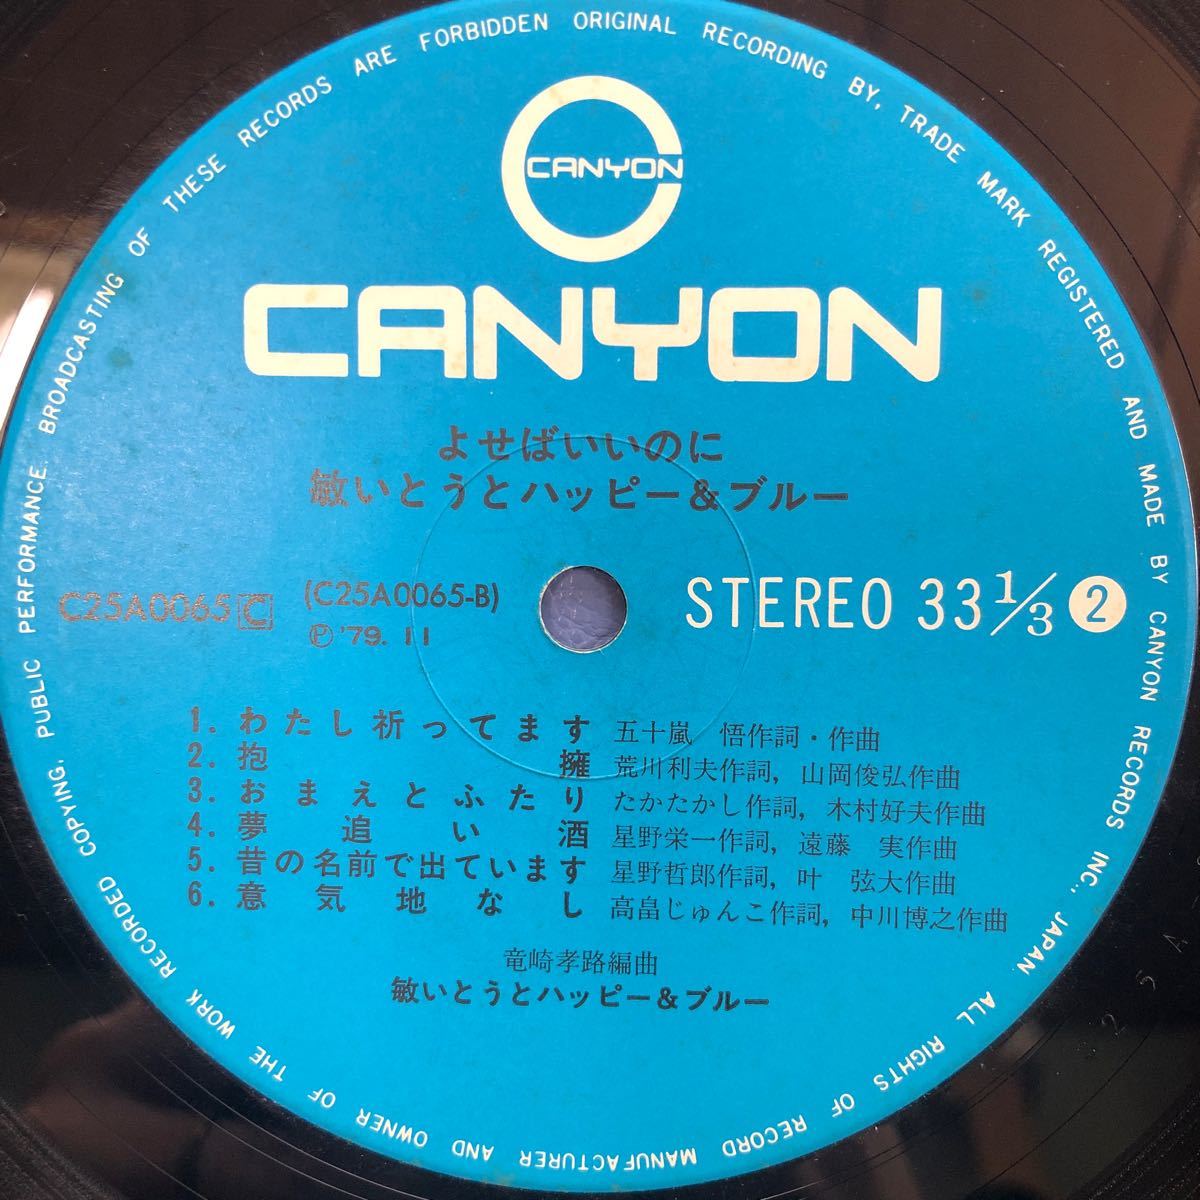 CANYON
CANYON
よせばいいのに
敏いとうとハッピー＆ブルー
C25A0065 C
(C25A0065-B)
Ⓟ '79. 11
STEREO 33 1/3 ②
1. わたし祈ってます 五十嵐 悟作詞・作曲
2. 抱擁 荒川利夫作詞, 山岡俊弘作曲
3. おまえとふたり たかたかし作詞, 木村好夫作曲
4. 夢追い酒 星野栄一作詞, 遠藤 実作曲
5. 昔の名前で出ています 星野哲郎作詞, 叶 弦大作曲
6. 意気地なし 高畠じゅんこ作詞, 中川博之作曲
竜崎孝路編曲
敏いとうとハッピー＆ブルー
ORIGINAL RECORDING BY, TRADE MARK REGISTERED AND MADE BY CANYON RECORDS INC., JAPAN. ALL RIGHTS OF RECORD MANUFACTURER AND OWNER OF THE WORK RECORDED COPYING, PUBLIC PERFORMANCE. BROADCASTING OF THESE RECORDS ARE FORBIDDEN
2 5 A